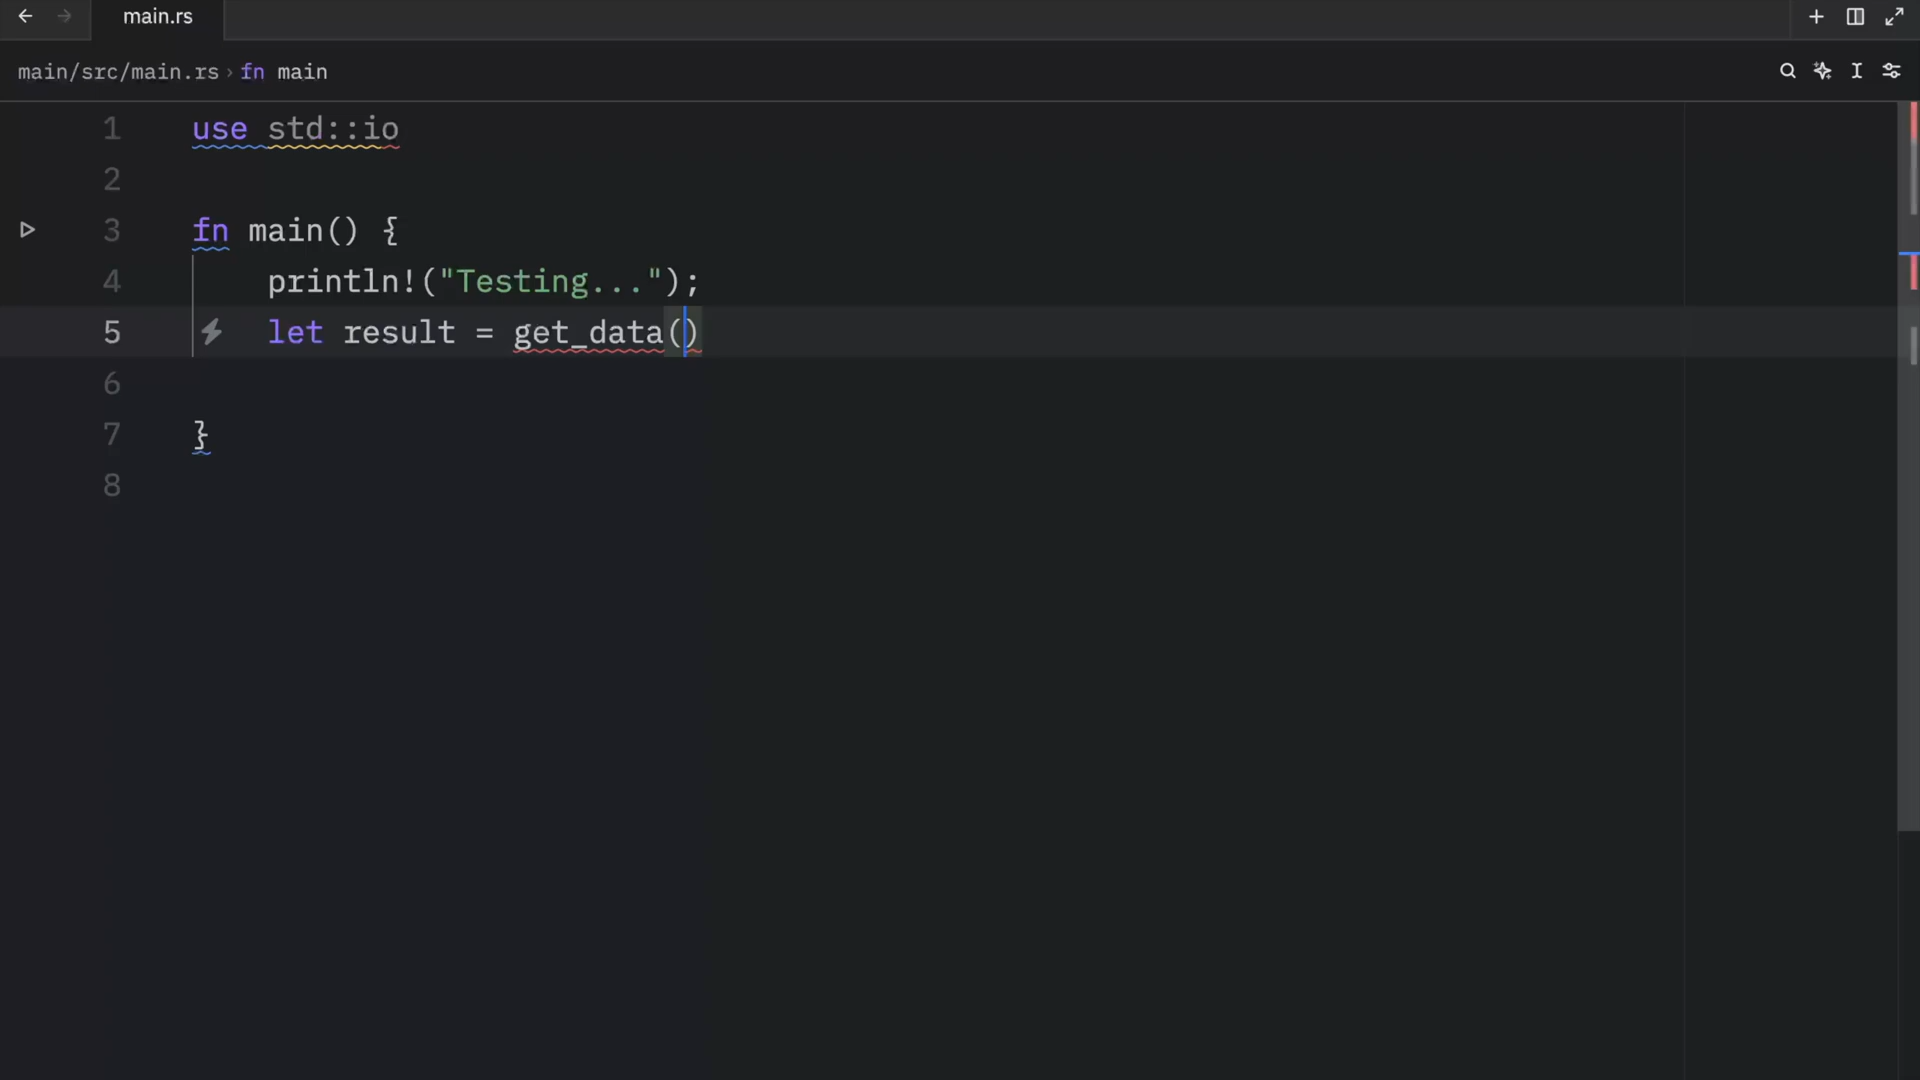 main.rs
main/src/main.rs › fn main
1 use std::io
2
3 fn main() {
4 println!("Testing...");
5 let result = get_data()
6
7 }
8